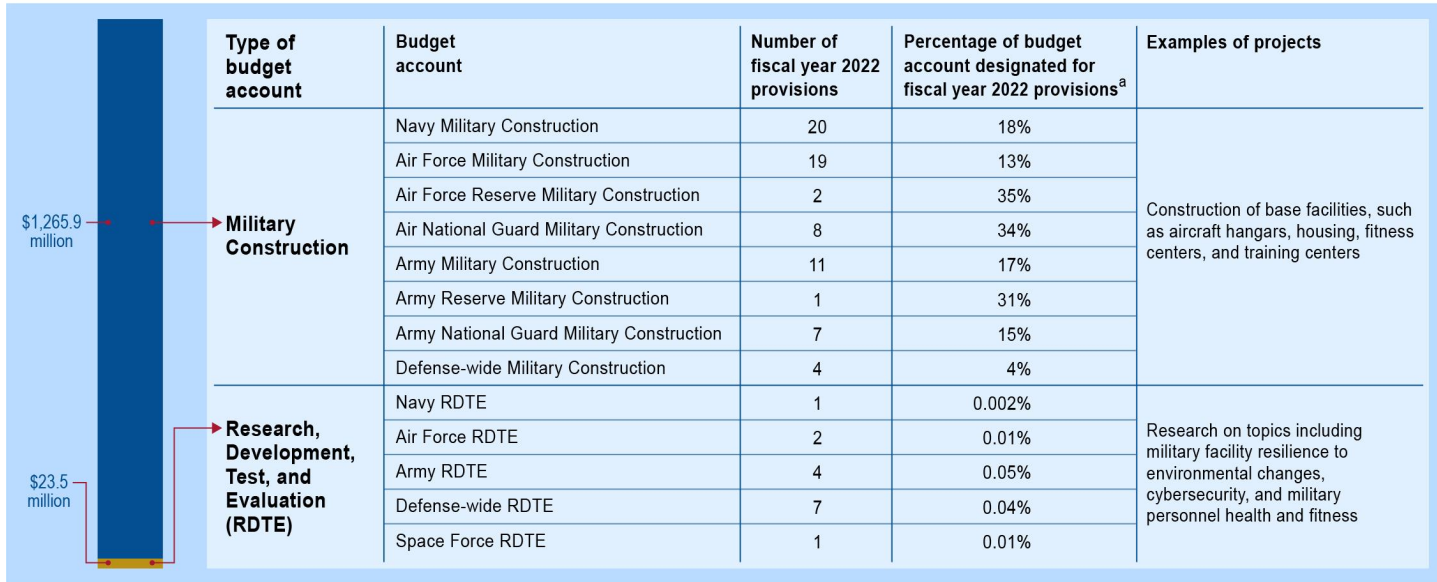 Type of budget account
Budget account
Number of fiscal year 2022 provisions
Percentage of budget account designated for fiscal year 2022 provisionsa
Examples of projects
$1,265.9
million
Military
Construction
Navy Military Construction 20 18%
Air Force Military Construction 19 13%
Air Force Reserve Military Construction 2 35%
Air National Guard Military Construction 8 34%
Army Military Construction 11 17%
Army Reserve Military Construction 1 31%
Army National Guard Military Construction 7 15%
Defense-wide Military Construction 4 4%
Construction of base facilities, such
as aircraft hangars, housing, fitness
centers, and training centers
$23.5
million
Research,
Development,
Test, and
Evaluation
(RDTE)
Navy RDTE 1 0.002%
Air Force RDTE 2 0.01%
Army RDTE 4 0.05%
Defense-wide RDTE 7 0.04%
Space Force RDTE 1 0.01%
Research on topics including
military facility resilience to
environmental changes,
cybersecurity, and military
personnel health and fitness